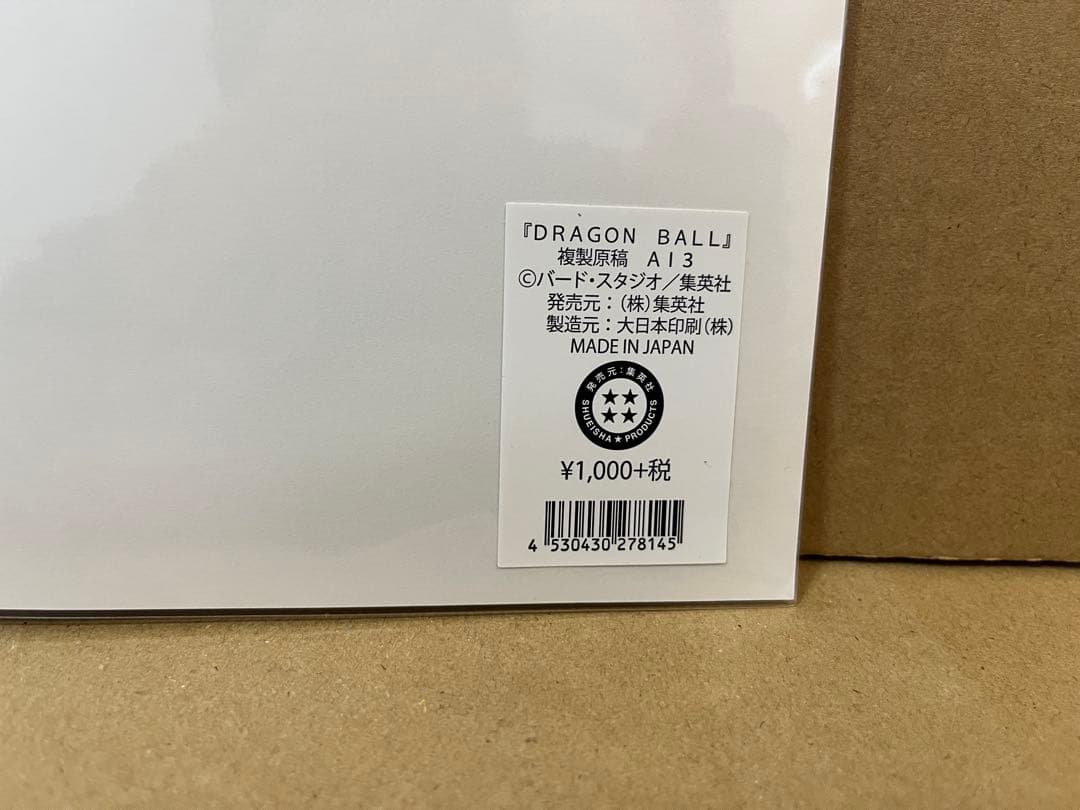 『DRAGON BALL』
複製原稿 A13
©バード・スタジオ／集英社
発売元：（株）集英社
製造元：大日本印刷（株）
MADE IN JAPAN
発売元：集英社
SHUEISHA★PRODUCTS
¥1,000+税
4 530430 278145